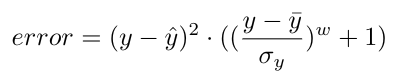 error = (y − ŷ)² · ((y − ȳ / σ_y)^w + 1)